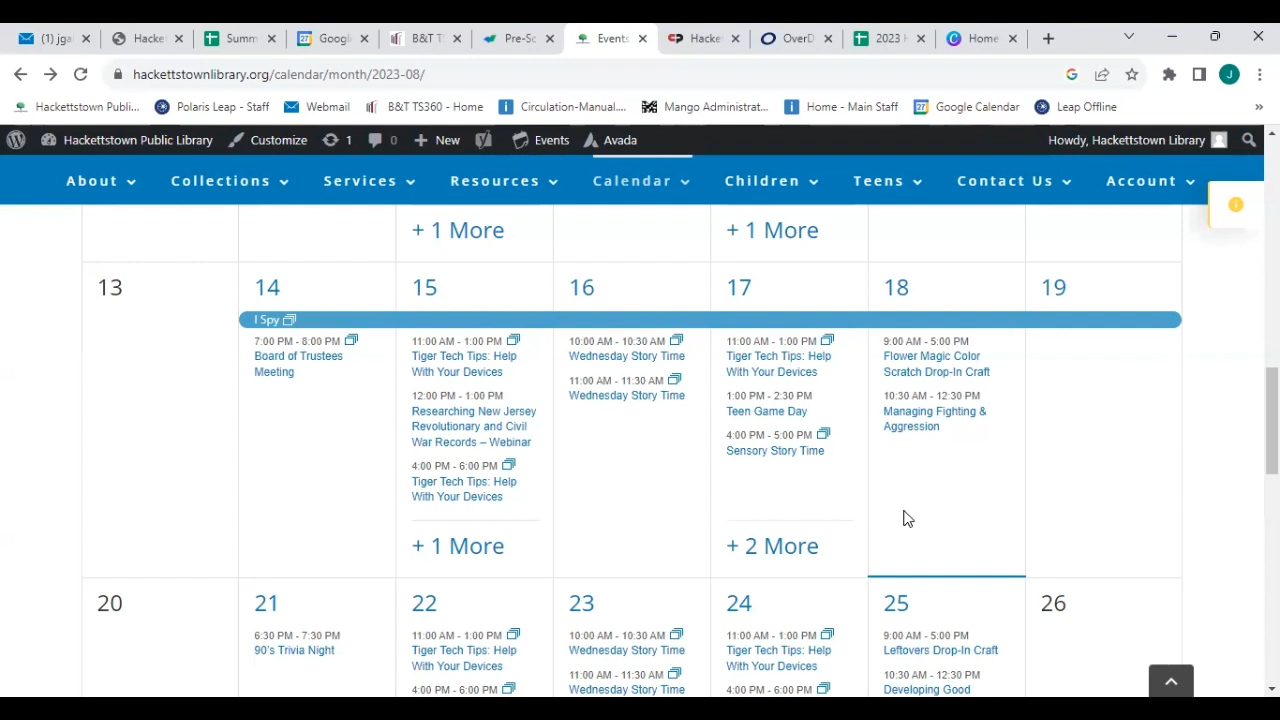 (1) jga
Hacket
Summ
Googl
B&T T
Pre-Sc
Events
Hacke
OverD
2023 H
Home
hackettstownlibrary.org/calendar/month/2023-08/
J
Hackettstown Publi...
Polaris Leap - Staff
Webmail
B&T TS360 - Home
Circulation-Manual....
Mango Administrat...
Home - Main Staff
Google Calendar
Leap Offline
»
Hackettstown Public Library
Customize
1
0
New
Events
Avada
Howdy, Hackettstown Library
About
Collections
Services
Resources
Calendar
Children
Teens
Contact Us
Account
+ 1 More
+ 1 More
13
14
15
16
17
18
19
I Spy
7:00 PM - 8:00 PM
Board of Trustees
Meeting
11:00 AM - 1:00 PM
Tiger Tech Tips: Help
With Your Devices
12:00 PM - 1:00 PM
Researching New Jersey
Revolutionary and Civil
War Records – Webinar
4:00 PM - 6:00 PM
Tiger Tech Tips: Help
With Your Devices
+ 1 More
10:00 AM - 10:30 AM
Wednesday Story Time
11:00 AM - 11:30 AM
Wednesday Story Time
11:00 AM - 1:00 PM
Tiger Tech Tips: Help
With Your Devices
1:00 PM - 2:30 PM
Teen Game Day
4:00 PM - 5:00 PM
Sensory Story Time
+ 2 More
9:00 AM - 5:00 PM
Flower Magic Color
Scratch Drop-In Craft
10:30 AM - 12:30 PM
Managing Fighting &
Aggression
20
21
22
23
24
25
26
6:30 PM - 7:30 PM
90's Trivia Night
11:00 AM - 1:00 PM
Tiger Tech Tips: Help
With Your Devices
4:00 PM - 6:00 PM
10:00 AM - 10:30 AM
Wednesday Story Time
11:00 AM - 11:30 AM
Wednesday Story Time
11:00 AM - 1:00 PM
Tiger Tech Tips: Help
With Your Devices
4:00 PM - 6:00 PM
9:00 AM - 5:00 PM
Leftovers Drop-In Craft
10:30 AM - 12:30 PM
Developing Good